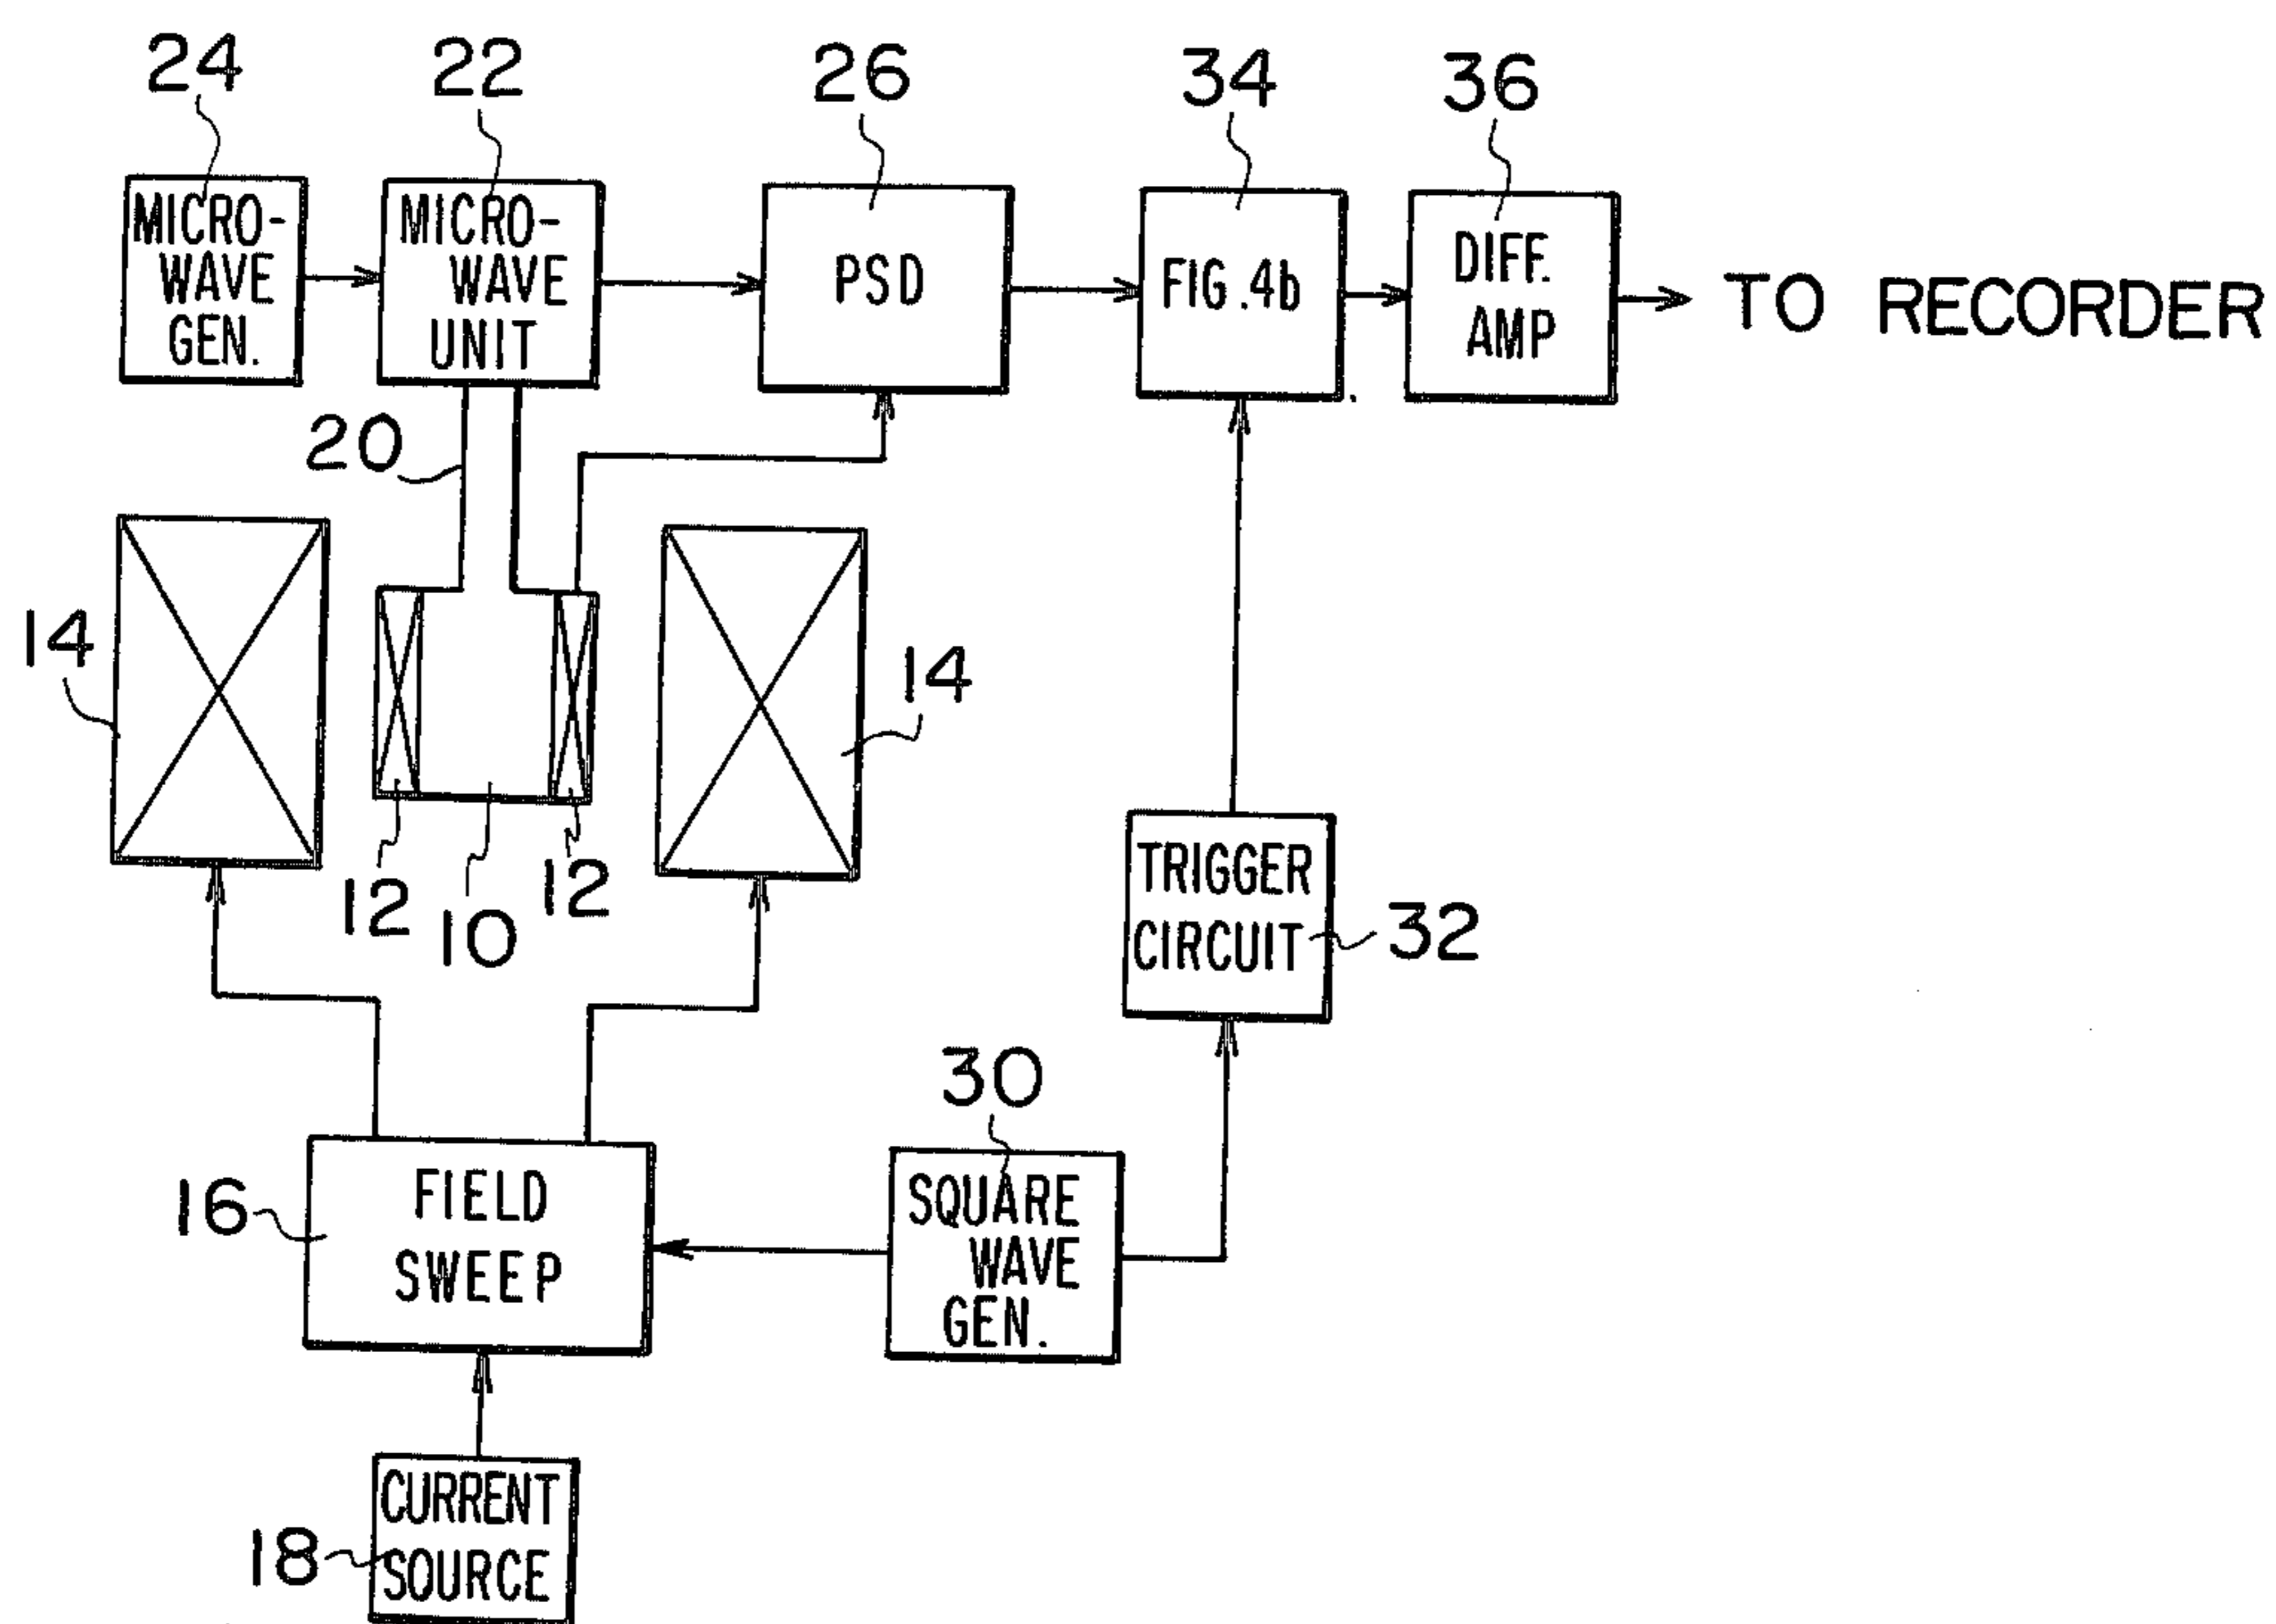 24
22
26
34
36
MICRO-
WAVE
GEN.
MICRO-
WAVE
UNIT
PSD
FIG.4b
DIFF.
AMP
TO RECORDER
20
14
14
12
10
12
TRIGGER
CIRCUIT
32
30
16
FIELD
SWEEP
SQUARE
WAVE
GEN.
18
CURRENT
SOURCE